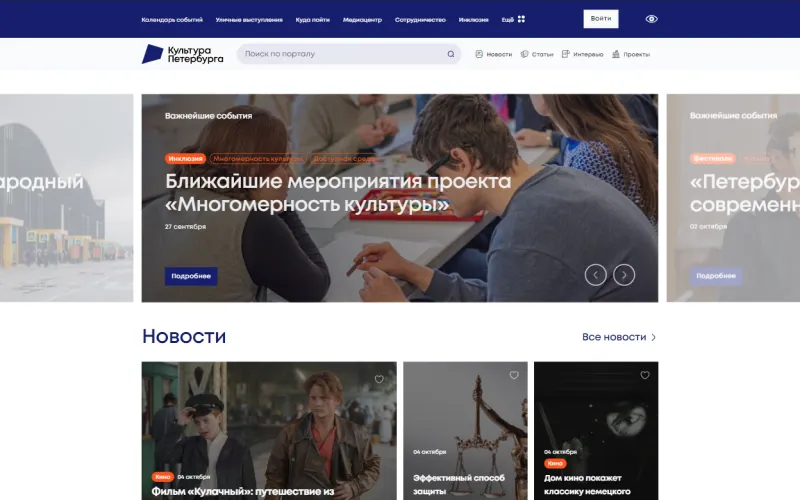 Календарь событий
Уличные выступления
Куда пойти
Медиацентр
Сотрудничество
Инклюзия
Ещё
Войти
Культура
Петербурга
Поиск по порталу
Новости
Статьи
Интервью
Проекты
Важнейшие события
Важнейшие события
Инклюзия
Многомерность культуры
Доступная среда
Фестивали
ародный
Ближайшие мероприятия проекта
«Многомерность культуры»
27 сентября
«Петербур
современн
02 октября
Подробнее
Подробнее
Новости
Все новости
Кино
04 октября
Фильм «Кулачный»: путешествие из
04 октября
Эффективный способ
защиты
04 октября
Кино
Дом кино покажет
классику немецкого